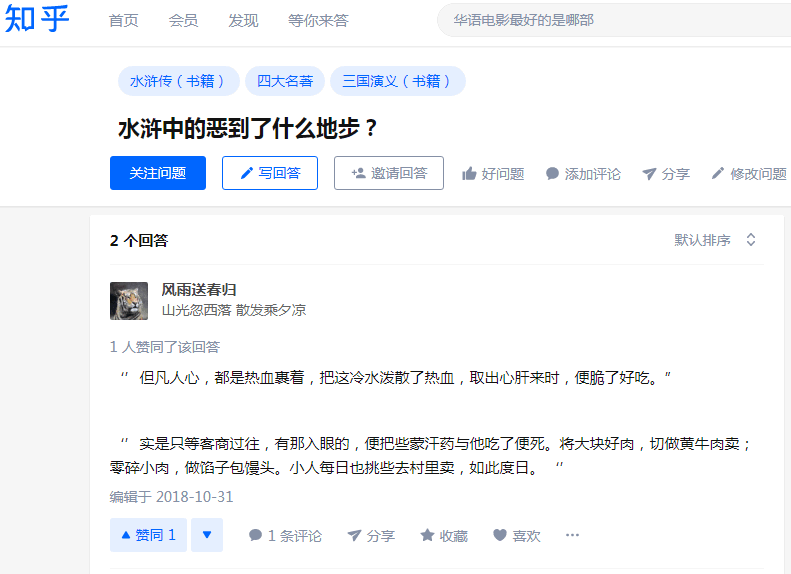 知乎 首页 会员 发现 等你来答 华语电影最好的是哪部
水浒传（书籍） 四大名著 三国演义（书籍）
水浒中的恶到了什么地步？
关注问题 写回答 邀请回答 好问题 添加评论 分享 修改问题
2 个回答 默认排序
风雨送春归
山光忽西落 散发乘夕凉
1 人赞同了该回答
“ 但凡人心，都是热血裹着，把这冷水泼散了热血，取出心肝来时，便脆了好吃。”
“ 实是只等客商过往，有那入眼的，便把些蒙汗药与他吃了便死。将大块好肉，切做黄牛肉卖；
零碎小肉，做馅子包馒头。小人每日也挑些去村里卖，如此度日。 “
编辑于 2018-10-31
赞同 1 1 条评论 分享 收藏 喜欢 ···